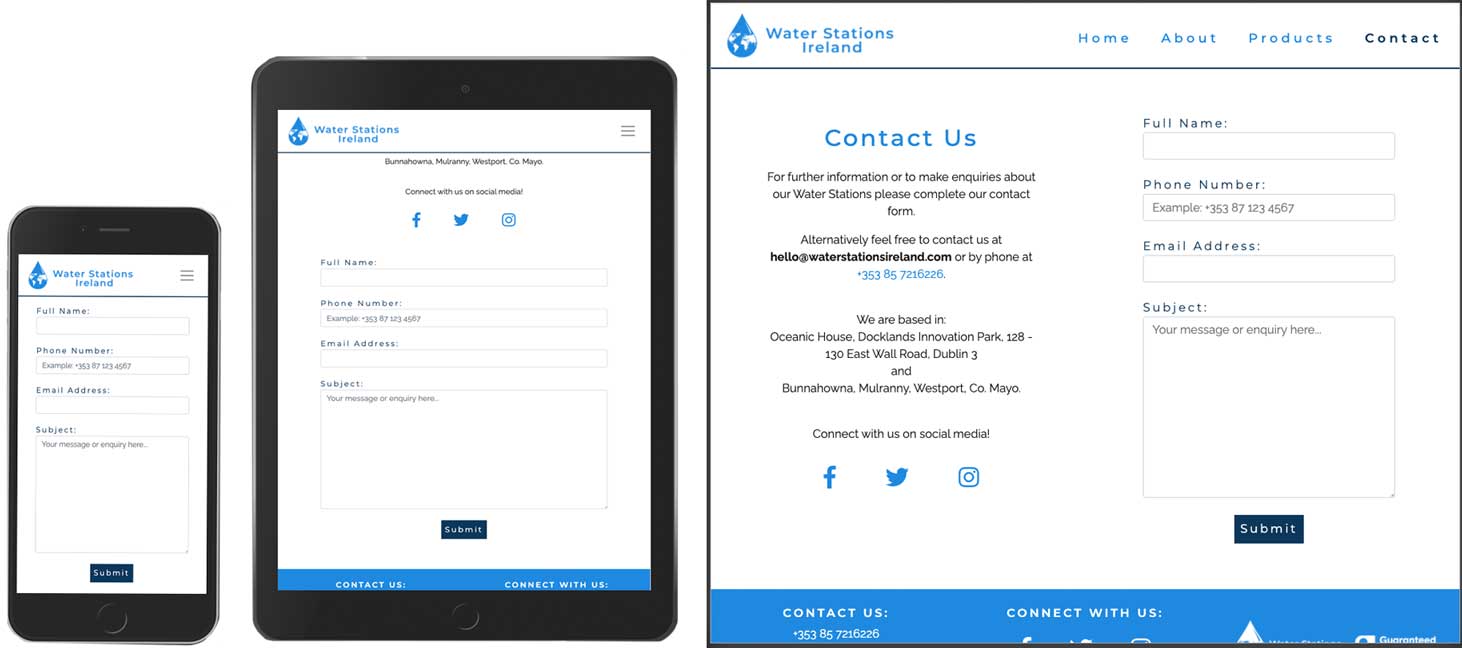 Water Stations
Ireland
Full Name:
Phone Number:
Example: +353 87 123 4567
Email Address:
Subject:
Your message or enquiry here...
Submit
Water Stations
Ireland
Bunnahowna, Mulranny, Westport, Co. Mayo.
Connect with us on social media!
Full Name:
Phone Number:
Example: +353 87 123 4567
Email Address:
Subject:
Your message or enquiry here...
Submit
CONTACT US:
CONNECT WITH US:
Water Stations
Ireland
Home
About
Products
Contact
Contact Us
For further information or to make enquiries about
our Water Stations please complete our contact
form.
Alternatively feel free to contact us at
hello@waterstationsireland.com or by phone at
+353 85 7216226.
We are based in:
Oceanic House, Docklands Innovation Park, 128 -
130 East Wall Road, Dublin 3
and
Bunnahowna, Mulranny, Westport, Co. Mayo.
Connect with us on social media!
Full Name:
Phone Number:
Example: +353 87 123 4567
Email Address:
Subject:
Your message or enquiry here...
Submit
CONTACT US:
+353 85 7216226
CONNECT WITH US:
Water Stations
Guaranteed